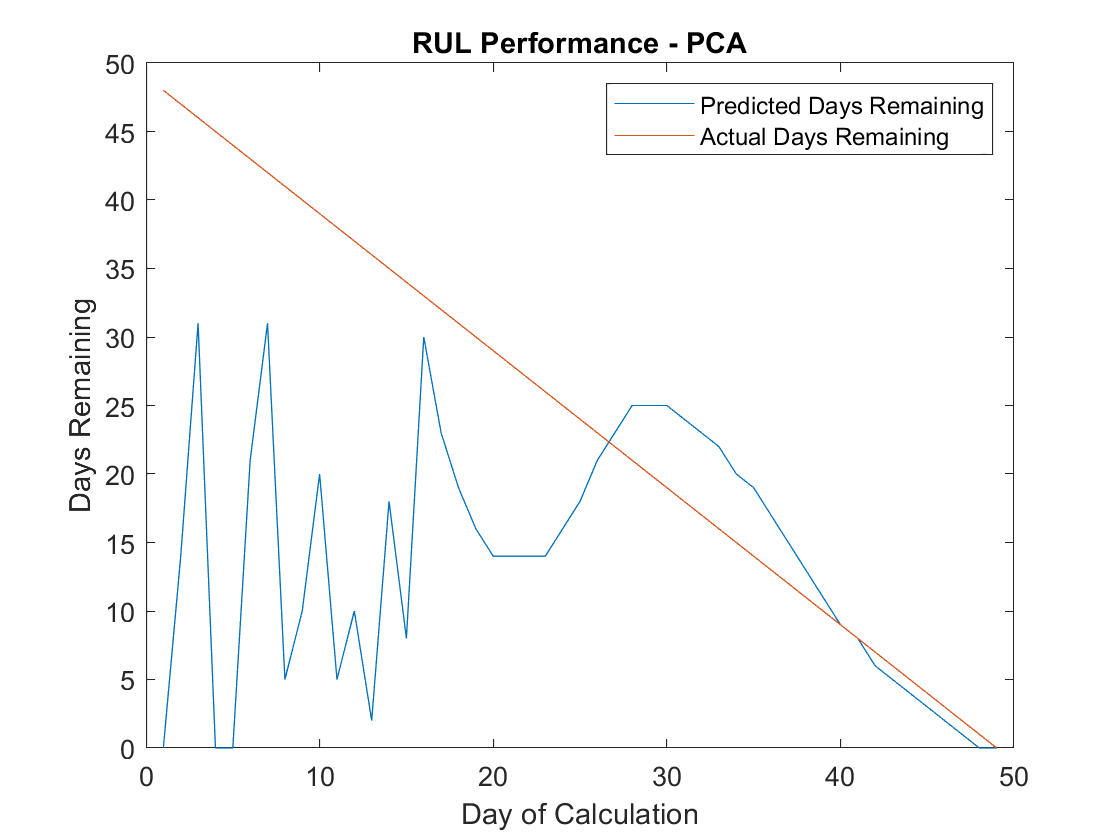 RUL Performance - PCA
Predicted Days Remaining
Actual Days Remaining
50
45
40
35
30
25
20
15
10
5
0
Days Remaining
0 10 20 30 40 50
Day of Calculation